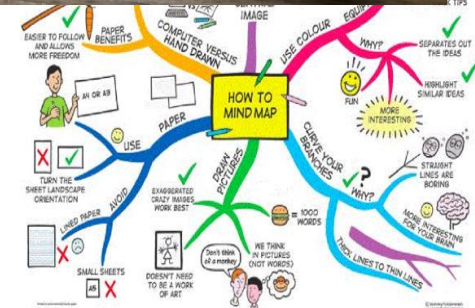 TIPS
IMAGE
EQUIP
USE COLOUR
WHY?
SEPARATES OUT
THE IDEAS
HIGHLIGHT
SIMILAR IDEAS
FUN
MORE
INTERESTING
PAPER
BENEFITS
EASIER TO FOLLOW
AND ALLOWS
MORE FREEDOM
COMPUTER VERSUS
HAND DRAWN
HOW TO
MIND MAP
A4 OR A3
USE
PAPER
TURN THE
SHEET LANDSCAPE
ORIENTATION
AVOID
LINED PAPER
SMALL SHEETS
A5
DRAW
PICTURES
EXAGGERATED
CRAZY IMAGES
WORK BEST
DOESN'T NEED
TO BE A WORK
OF ART
= 1000
WORDS
WE THINK
IN PICTURES
(NOT WORDS)
Don't think
of a monkey
CURVE YOUR
BRANCHES
WHY?
?
STRAIGHT
LINES ARE
BORING
MORE INTERESTING
FOR YOUR BRAIN
THICK LINES TO THIN LINES